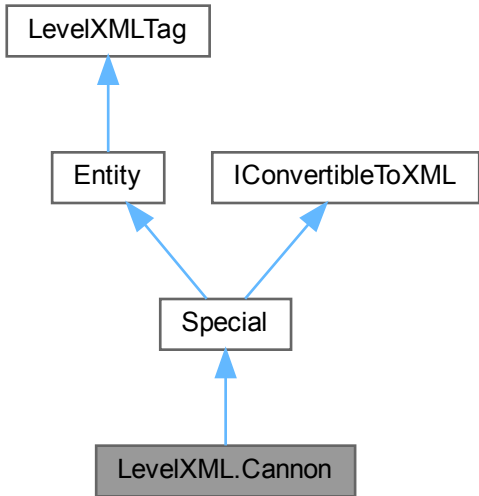 LevelXMLTag
Entity
IConvertibleToXML
Special
LevelXML.Cannon